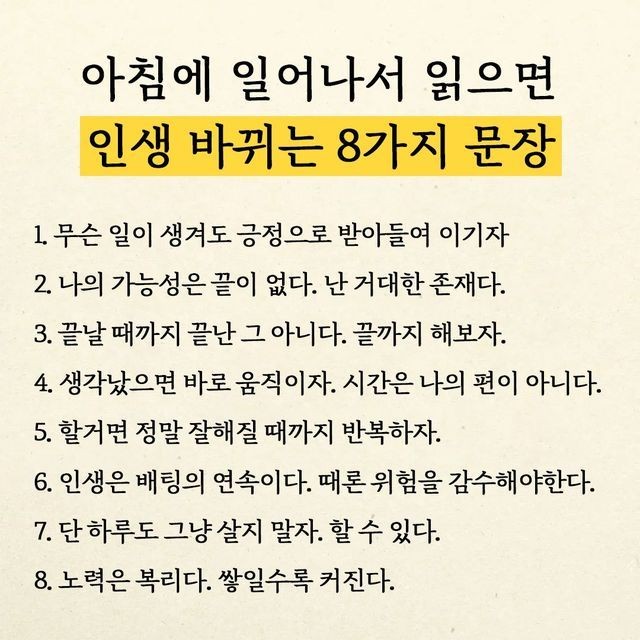 아침에 일어나서 읽으면
인생 바뀌는 8가지 문장
1. 무슨 일이 생겨도 긍정으로 받아들여 이기자
2. 나의 가능성은 끝이 없다. 난 거대한 존재다.
3. 끝날 때까지 끝난 그 아니다. 끝까지 해보자.
4. 생각났으면 바로 움직이자. 시간은 나의 편이 아니다.
5. 할거면 정말 잘해질 때까지 반복하자.
6. 인생은 배팅의 연속이다. 때론 위험을 감수해야한다.
7. 단 하루도 그냥 살지 말자. 할 수 있다.
8. 노력은 복리다. 쌓일수록 커진다.